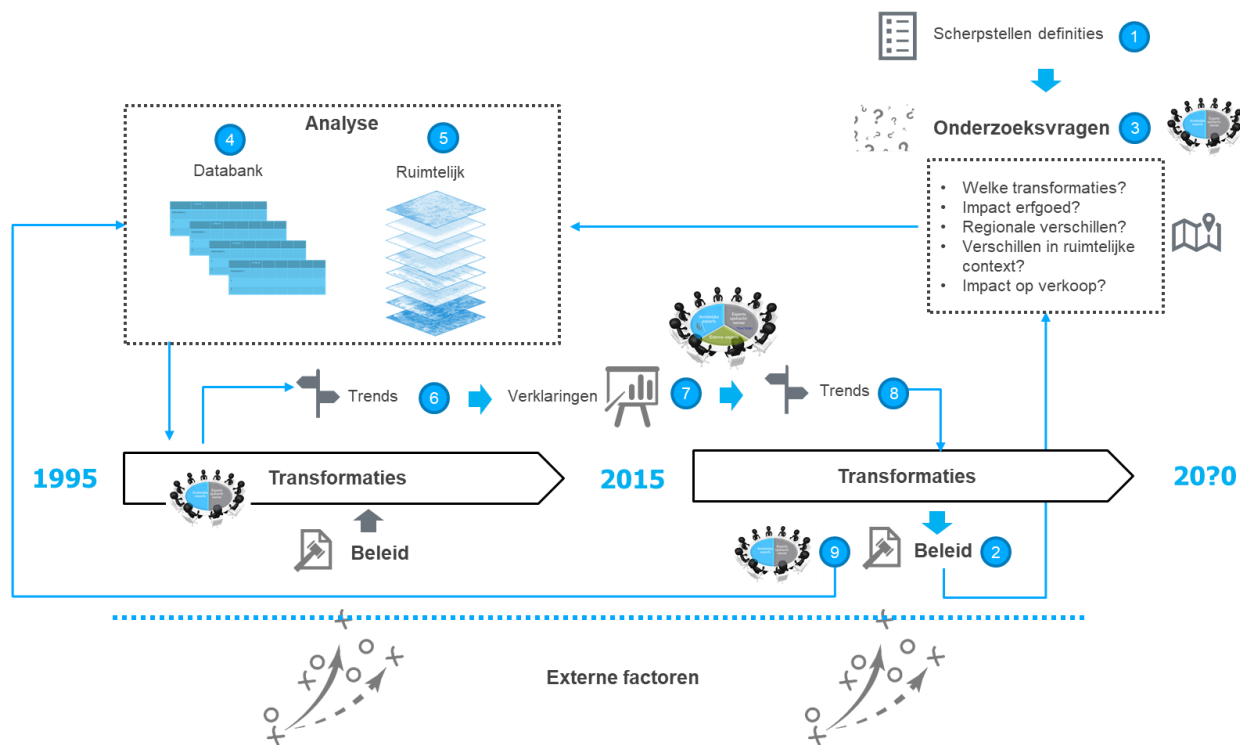 Scherpstellen definities
1
Onderzoeksvragen
3
• Welke transformaties?
• Impact erfgoed?
• Regionale verschillen?
• Verschillen in ruimtelijke
context?
• Impact op verkoop?
Analyse
4
Databank
5
Ruimtelijk
Trends
6
Verklaringen
7
Trends
8
1995
Transformaties
2015
Transformaties
20?0
Beleid
9
Beleid
2
Externe factoren